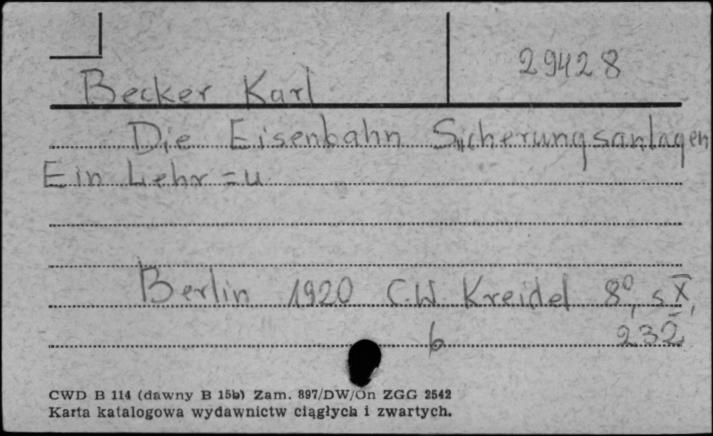 29428
Becker Karl
Die Eisenbahn Sicherungsanlagen
Ein Lehr = u
Berlin 1920 C.W. Kreidel 8°, s X,
6 232
CWD B 114 (dawny B 15b) Zam. 897/DW/On ZGG 2542
Karta katalogowa wydawnictw ciągłych i zwartych.